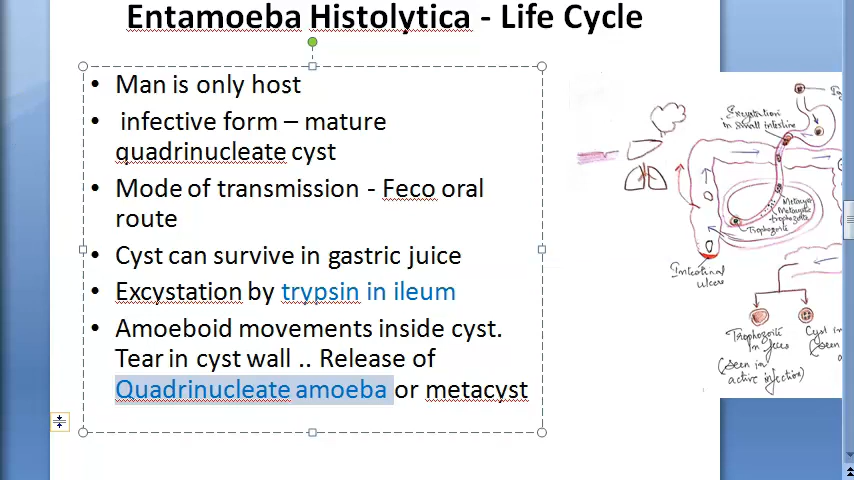 Entamoeba Histolytica - Life Cycle
• Man is only host
• infective form – mature
quadrinucleate cyst
• Mode of transmission - Feco oral
route
• Cyst can survive in gastric juice
• Excystation by trypsin in ileum
• Amoeboid movements inside cyst.
Tear in cyst wall .. Release of
Quadrinucleate amoeba or metacyst
Excystation
in small intestine
Metacystic
trophozoite
Trophozoite
Intestinal
ulcer
Trophozoite
in feces
(seen in
active infection)
Cyst in
(seen